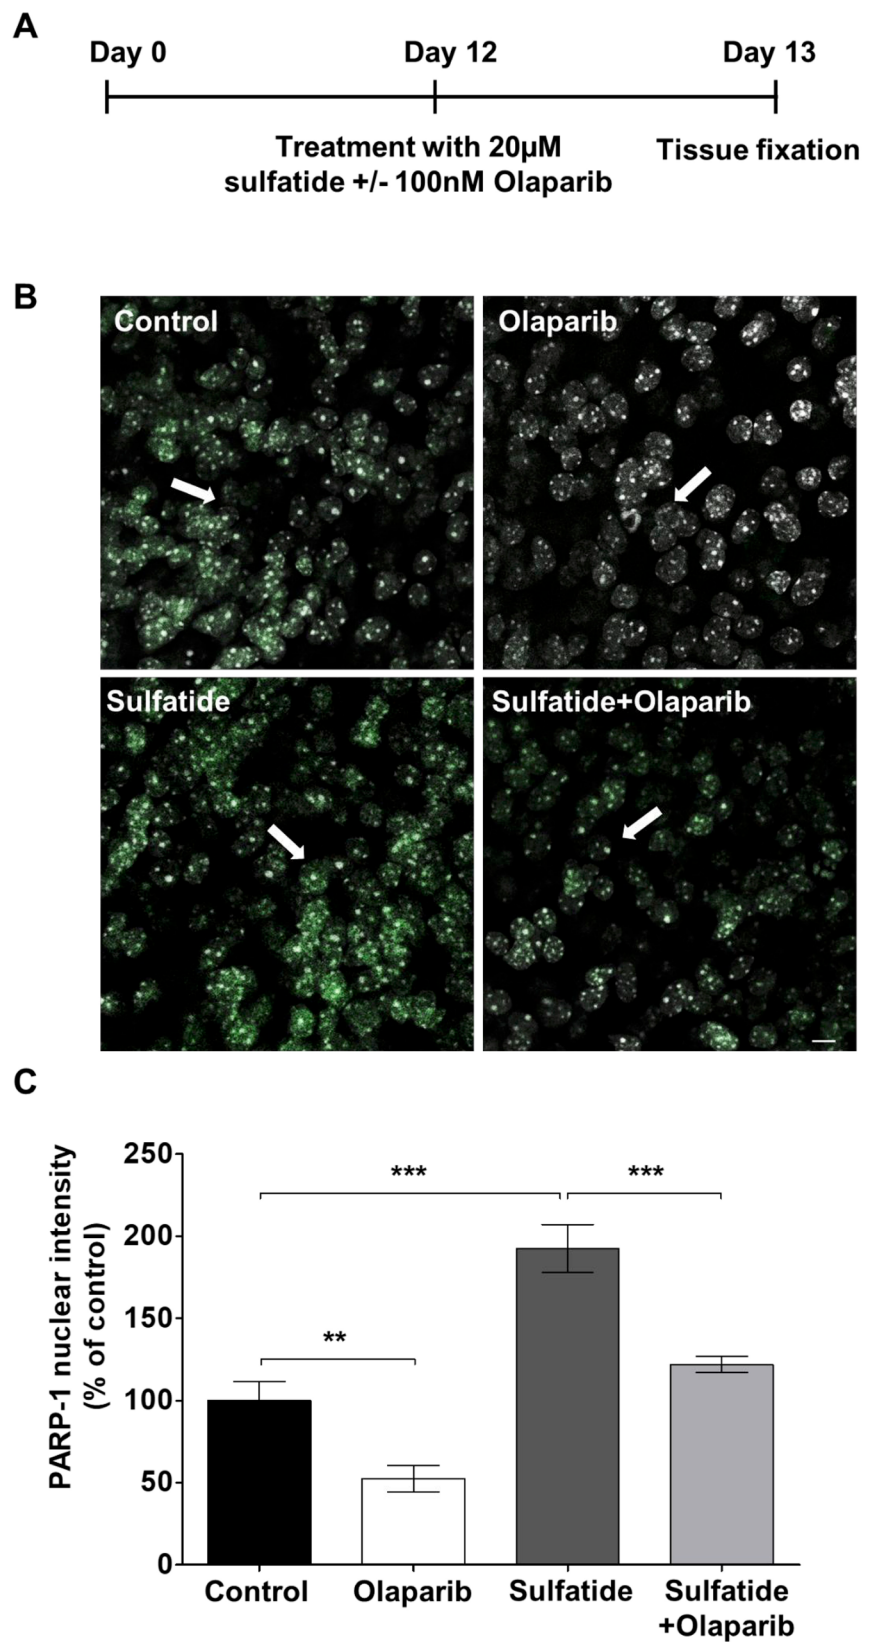 A
Day 0 Day 12 Day 13
Treatment with 20µM
sulfatide +/- 100nM Olaparib
Tissue fixation
B
Control
Olaparib
Sulfatide
Sulfatide+Olaparib
C
PARP-1 nuclear intensity
(% of control)
250
200
150
100
50
0
***
***
**
Control
Olaparib
Sulfatide
Sulfatide
+Olaparib